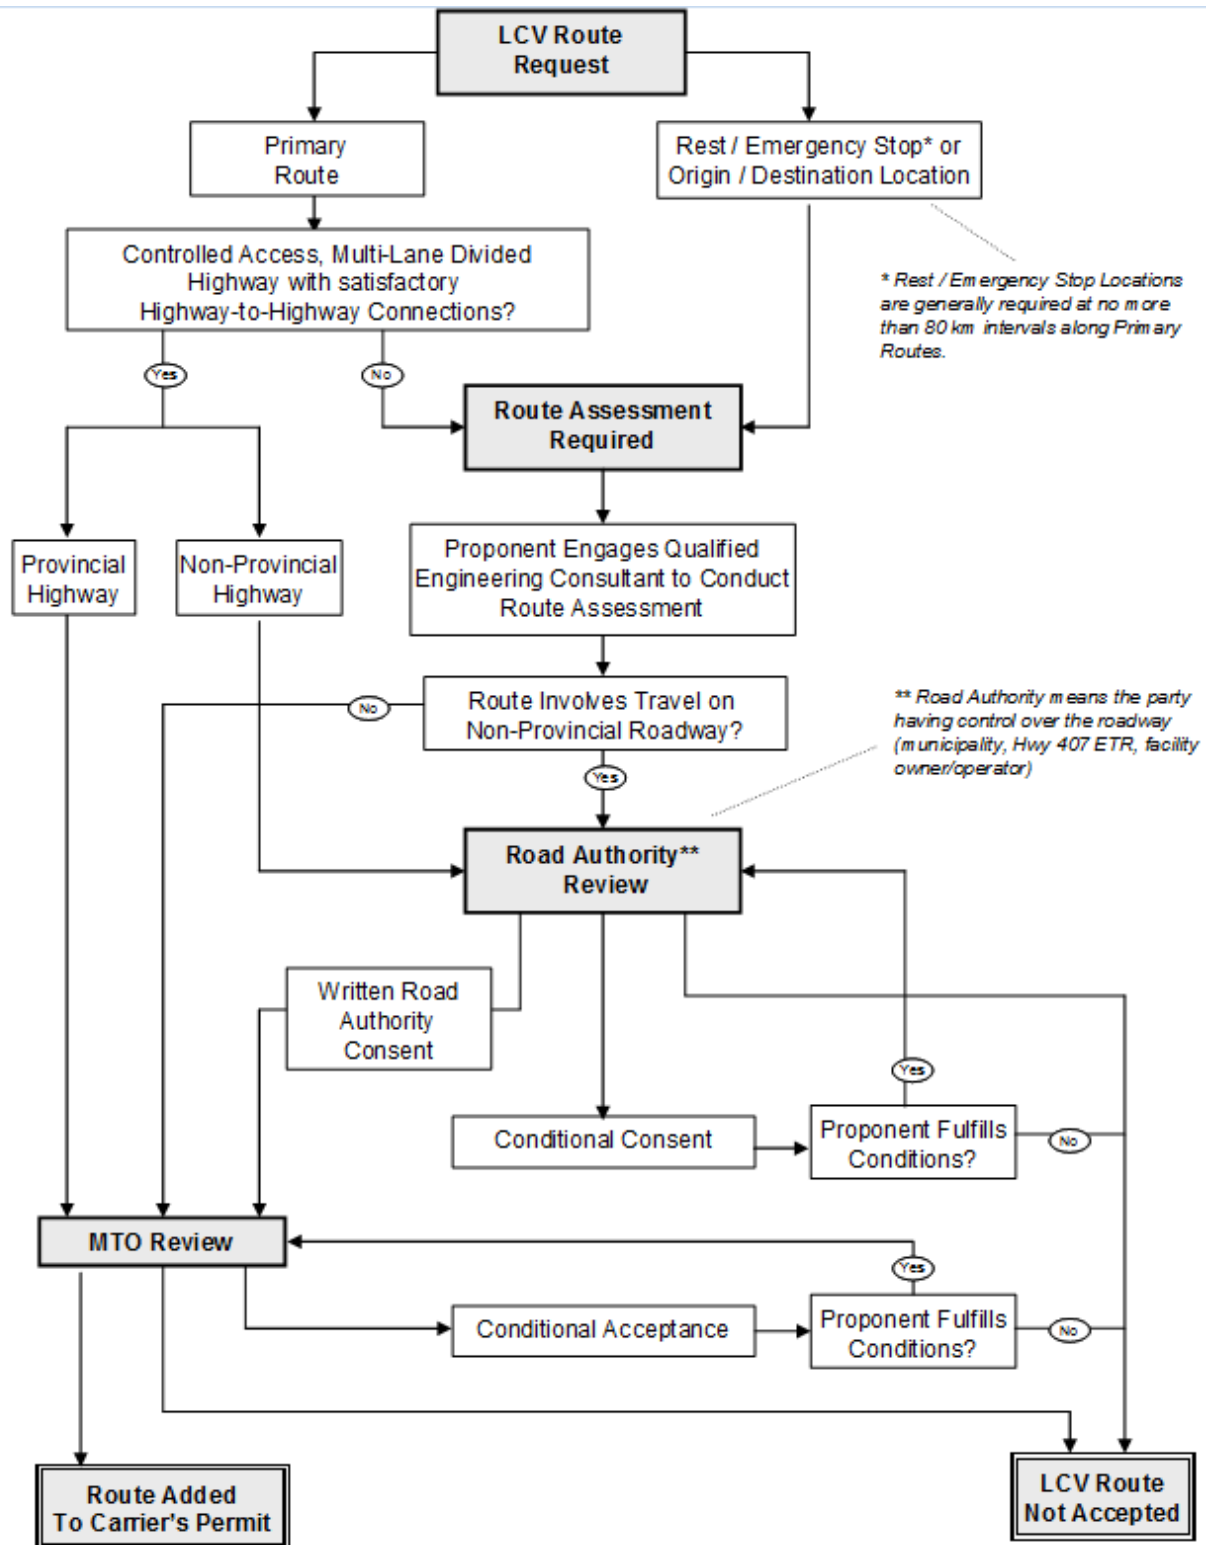 LCV Route
Request
Primary
Route
Rest / Emergency Stop* or
Origin / Destination Location
Controlled Access, Multi-Lane Divided
Highway with satisfactory
Highway-to-Highway Connections?
* Rest / Emergency Stop Locations
are generally required at no more
than 80 km intervals along Primary
Routes.
Yes
No
Route Assessment
Required
Provincial
Highway
Non-Provincial
Highway
Proponent Engages Qualified
Engineering Consultant to Conduct
Route Assessment
Route Involves Travel on
Non-Provincial Roadway?
No
** Road Authority means the party
having control over the roadway
(municipality, Hwy 407 ETR, facility
owner/operator)
Yes
Road Authority**
Review
Written Road
Authority
Consent
Yes
Conditional Consent
Proponent Fulfills
Conditions?
No
MTO Review
Yes
Conditional Acceptance
Proponent Fulfills
Conditions?
No
Route Added
To Carrier's Permit
LCV Route
Not Accepted